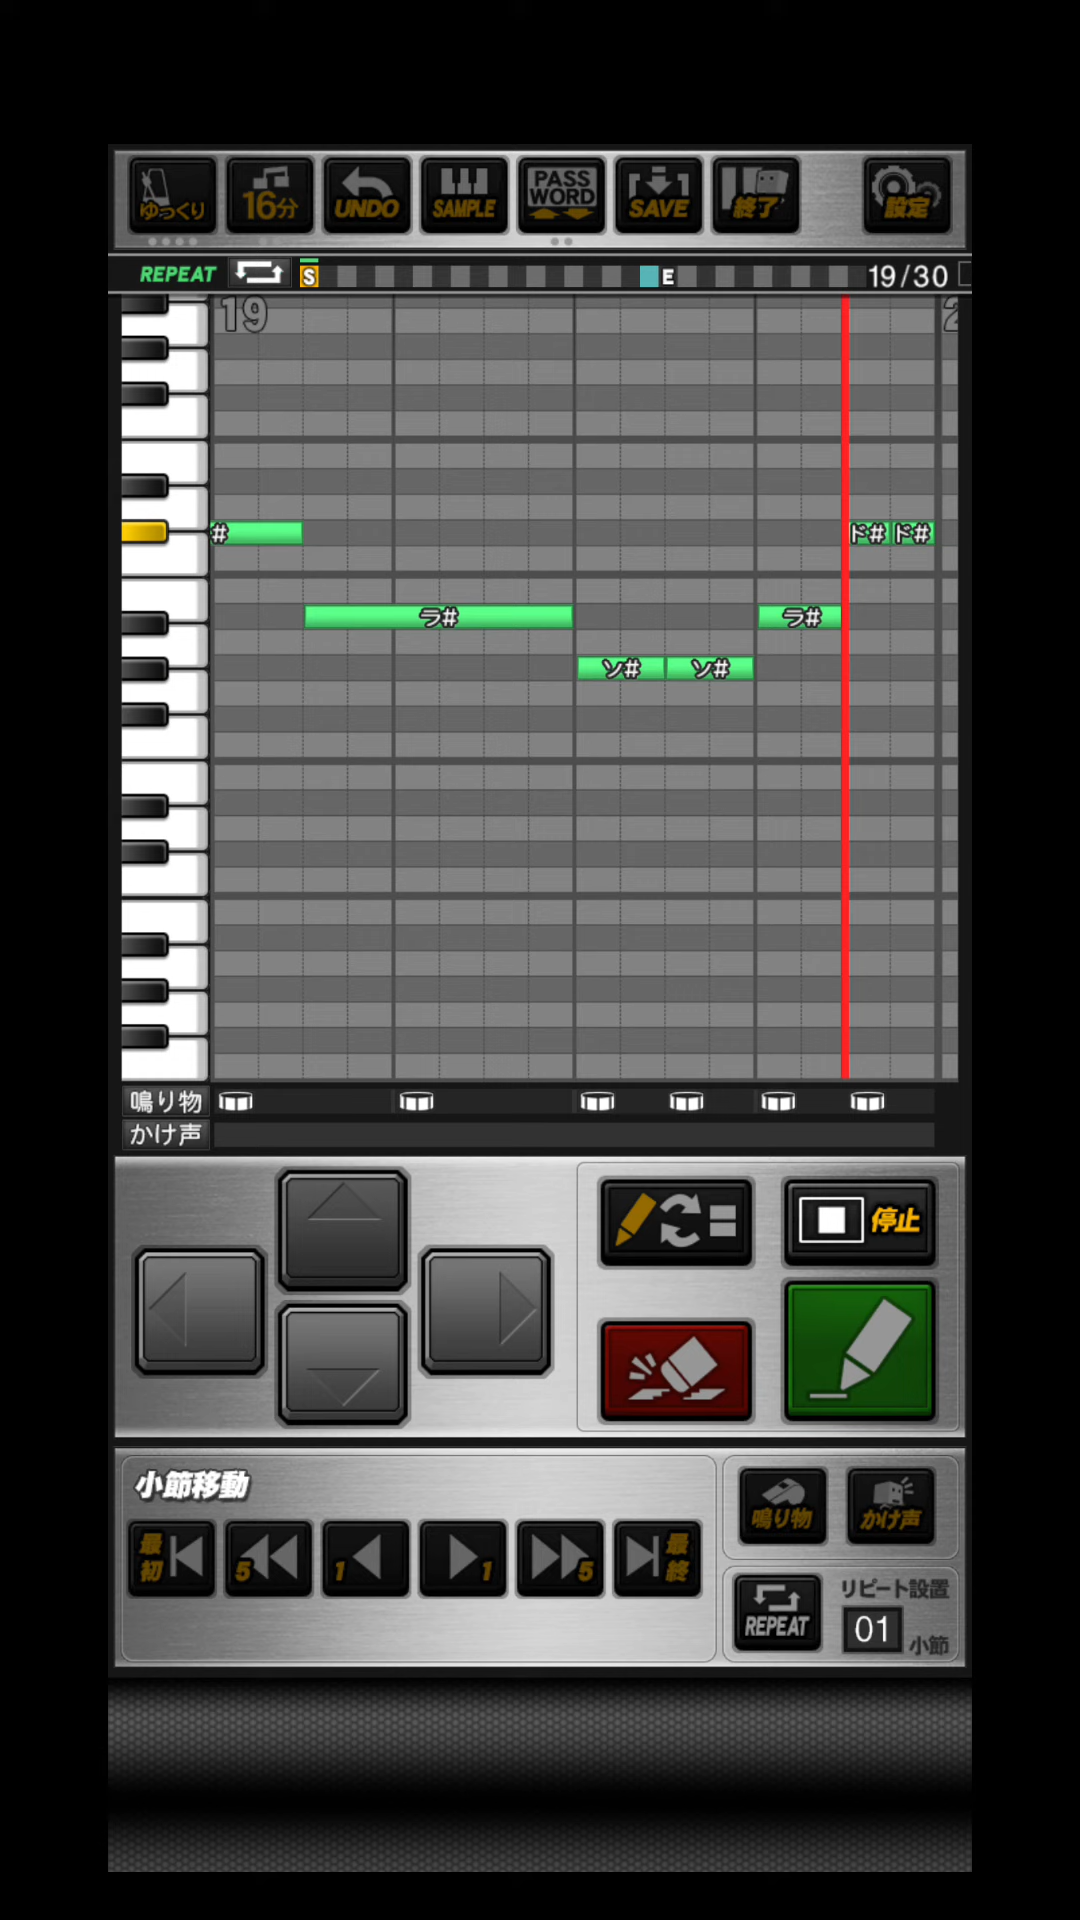 ゆっくり 16分 UNDO SAMPLE PASS WORD SAVE 終了 設定
REPEAT S E 19/30
19
# ド# ド#
ラ# ラ#
ソ# ソ#
鳴り物
かけ声
停止
小節移動
最初 5 1 1 5 最終
鳴り物 かけ声
REPEAT リピート設置 01 小節